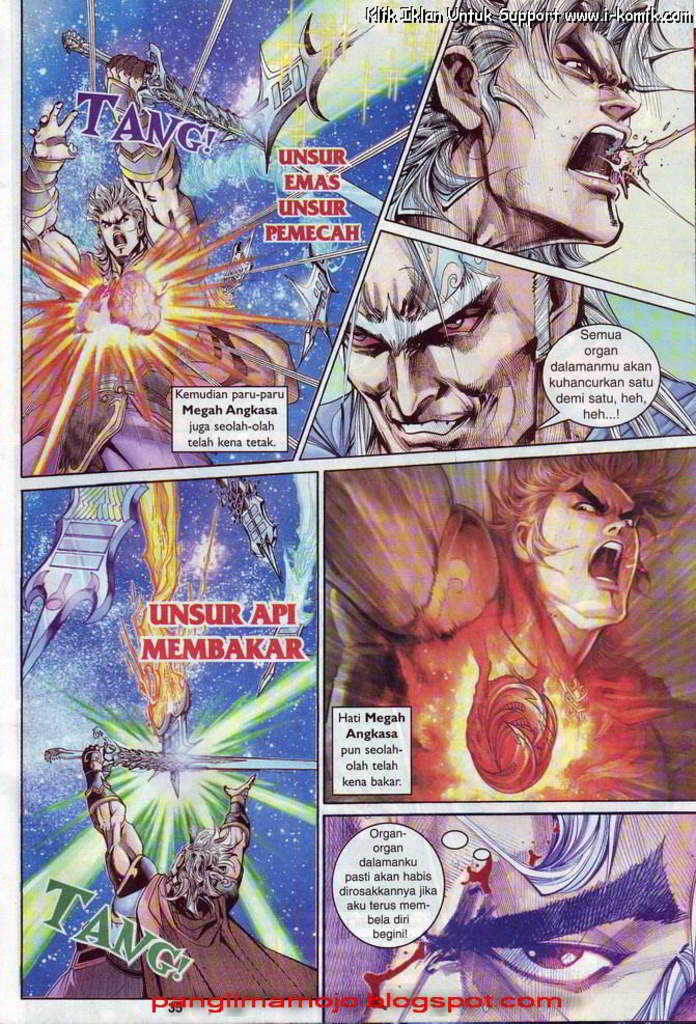 Klik Iklan Untuk Support www.i-komik.com
TANG!
UNSUR
EMAS
UNSUR
PEMECAH
Kemudian paru-paru
Megah Angkasa
juga seolah-olah
telah kena tetak.
Semua
organ
dalamanmu akan
kuhancurkan satu
demi satu, heh,
heh...!
UNSUR API
MEMBAKAR
TANG!
Hati Megah
Angkasa
pun seolah-
olah telah
kena bakar.
Organ-
organ
dalamanku
pasti akan habis
dirosakkannya jika
aku terus mem-
bela diri
begini!
35
panglimamojo.blogspot.com